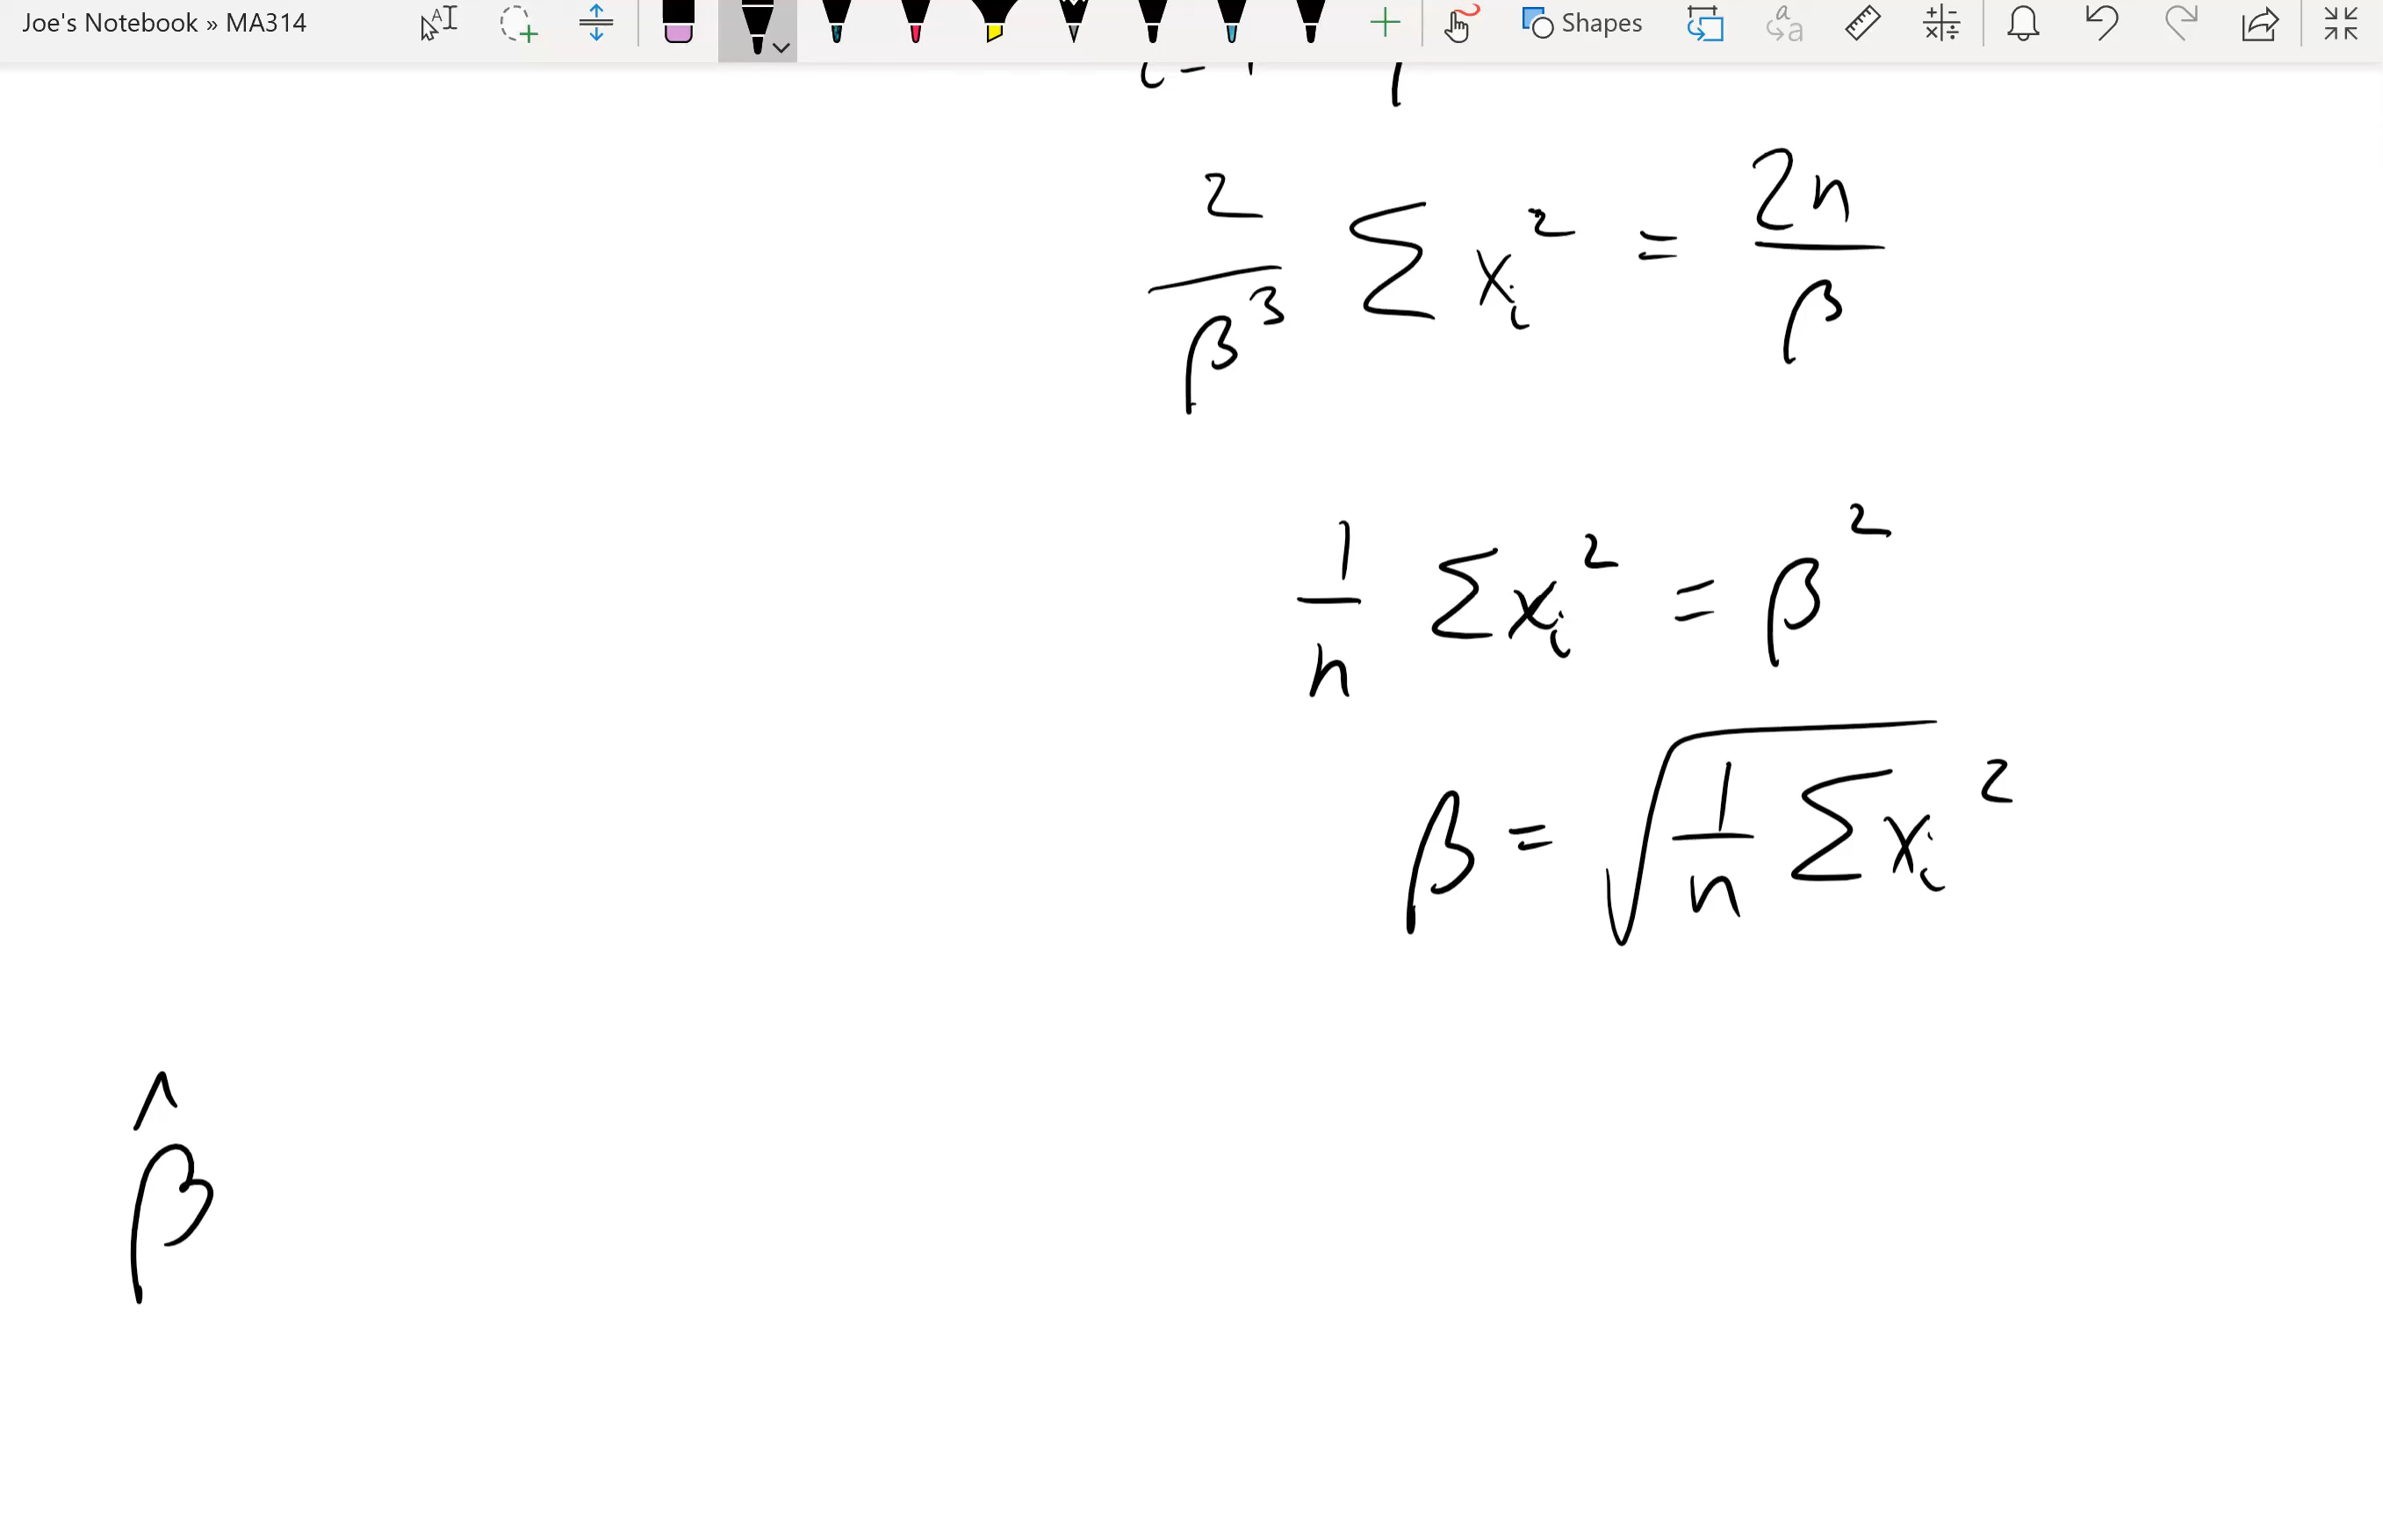 Joe's Notebook » MA314
Shapes
2/β³ Σ xᵢ² = 2n/β
1/n Σ xᵢ² = β²
β = √(1/n Σ xᵢ²)
β̂